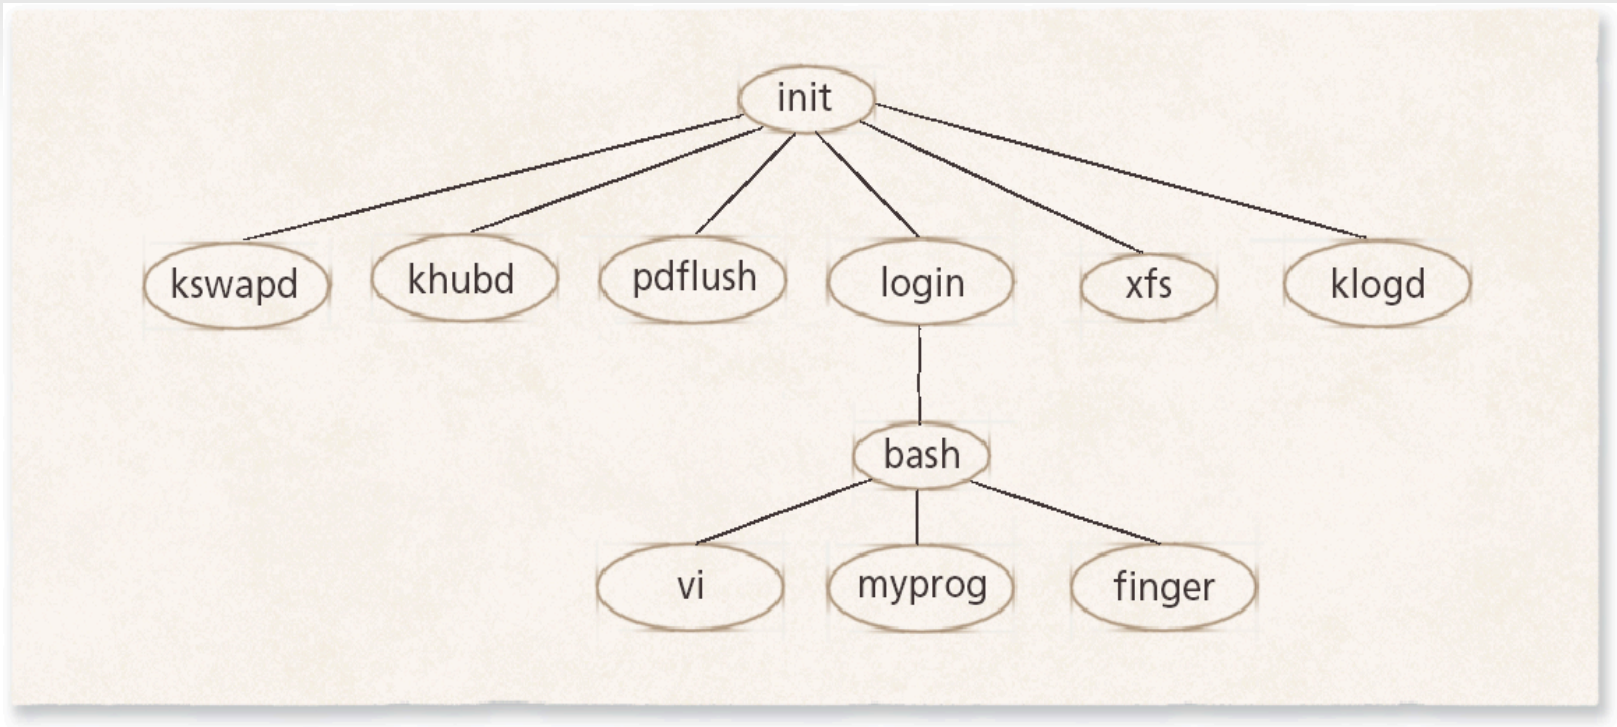 init
kswapd khubd pdflush login xfs klogd
bash
vi myprog finger